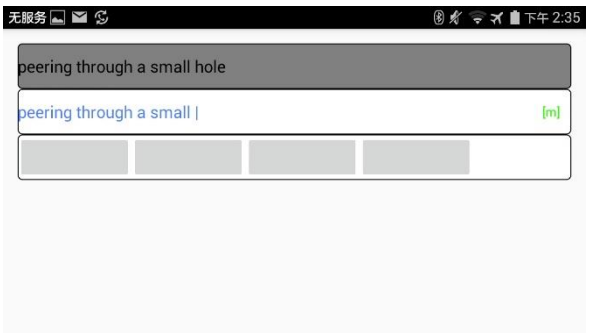 无服务 下午 2:35
peering through a small hole
peering through a small | [m]